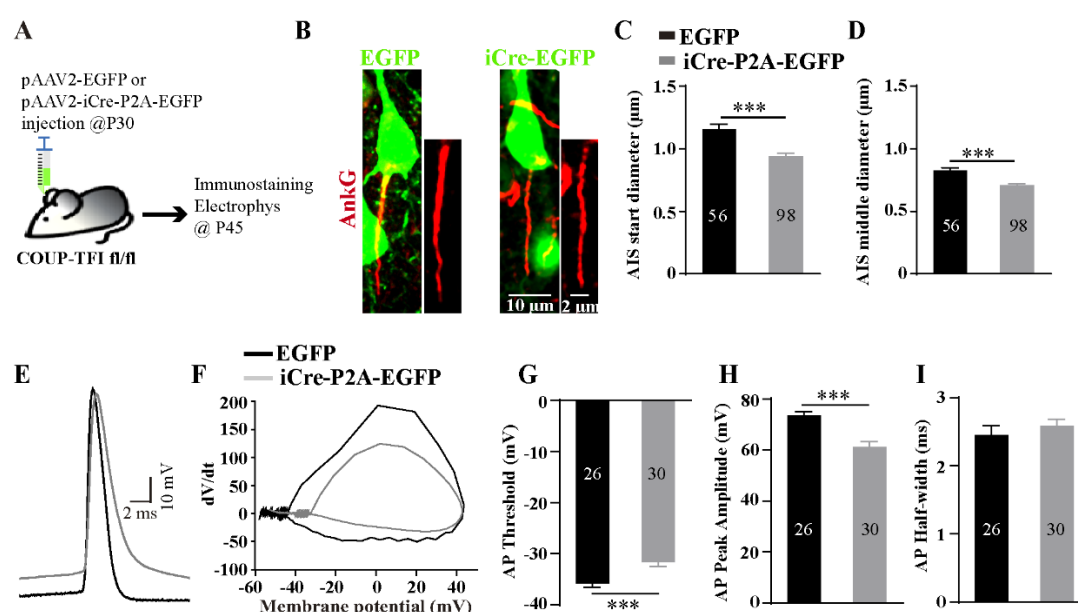 A
pAAV2-EGFP or
pAAV2-iCre-P2A-EGFP
injection @P30
Immunostaining
Electrophys
@ P45
COUP-TFI fl/fl
B
EGFP
iCre-EGFP
AnkG
10 μm
2 μm
EGFP
iCre-P2A-EGFP
C
AIS start diameter (μm)
1.5
1.0
0.5
0
***
56
98
D
AIS middle diameter (μm)
1.5
1.0
0.5
0
***
56
98
E
2 ms
10 mV
F
EGFP
iCre-P2A-EGFP
dV/dt
200
150
100
50
0
-50
-100
-60
-40
-20
0
20
40
Membrane potential (mV)
G
AP Threshold (mV)
0
-10
-20
-30
-40
26
30
***
H
AP Peak Amplitude (mV)
80
60
40
20
0
***
26
30
I
AP Half-width (ms)
3
2
1
0
26
30